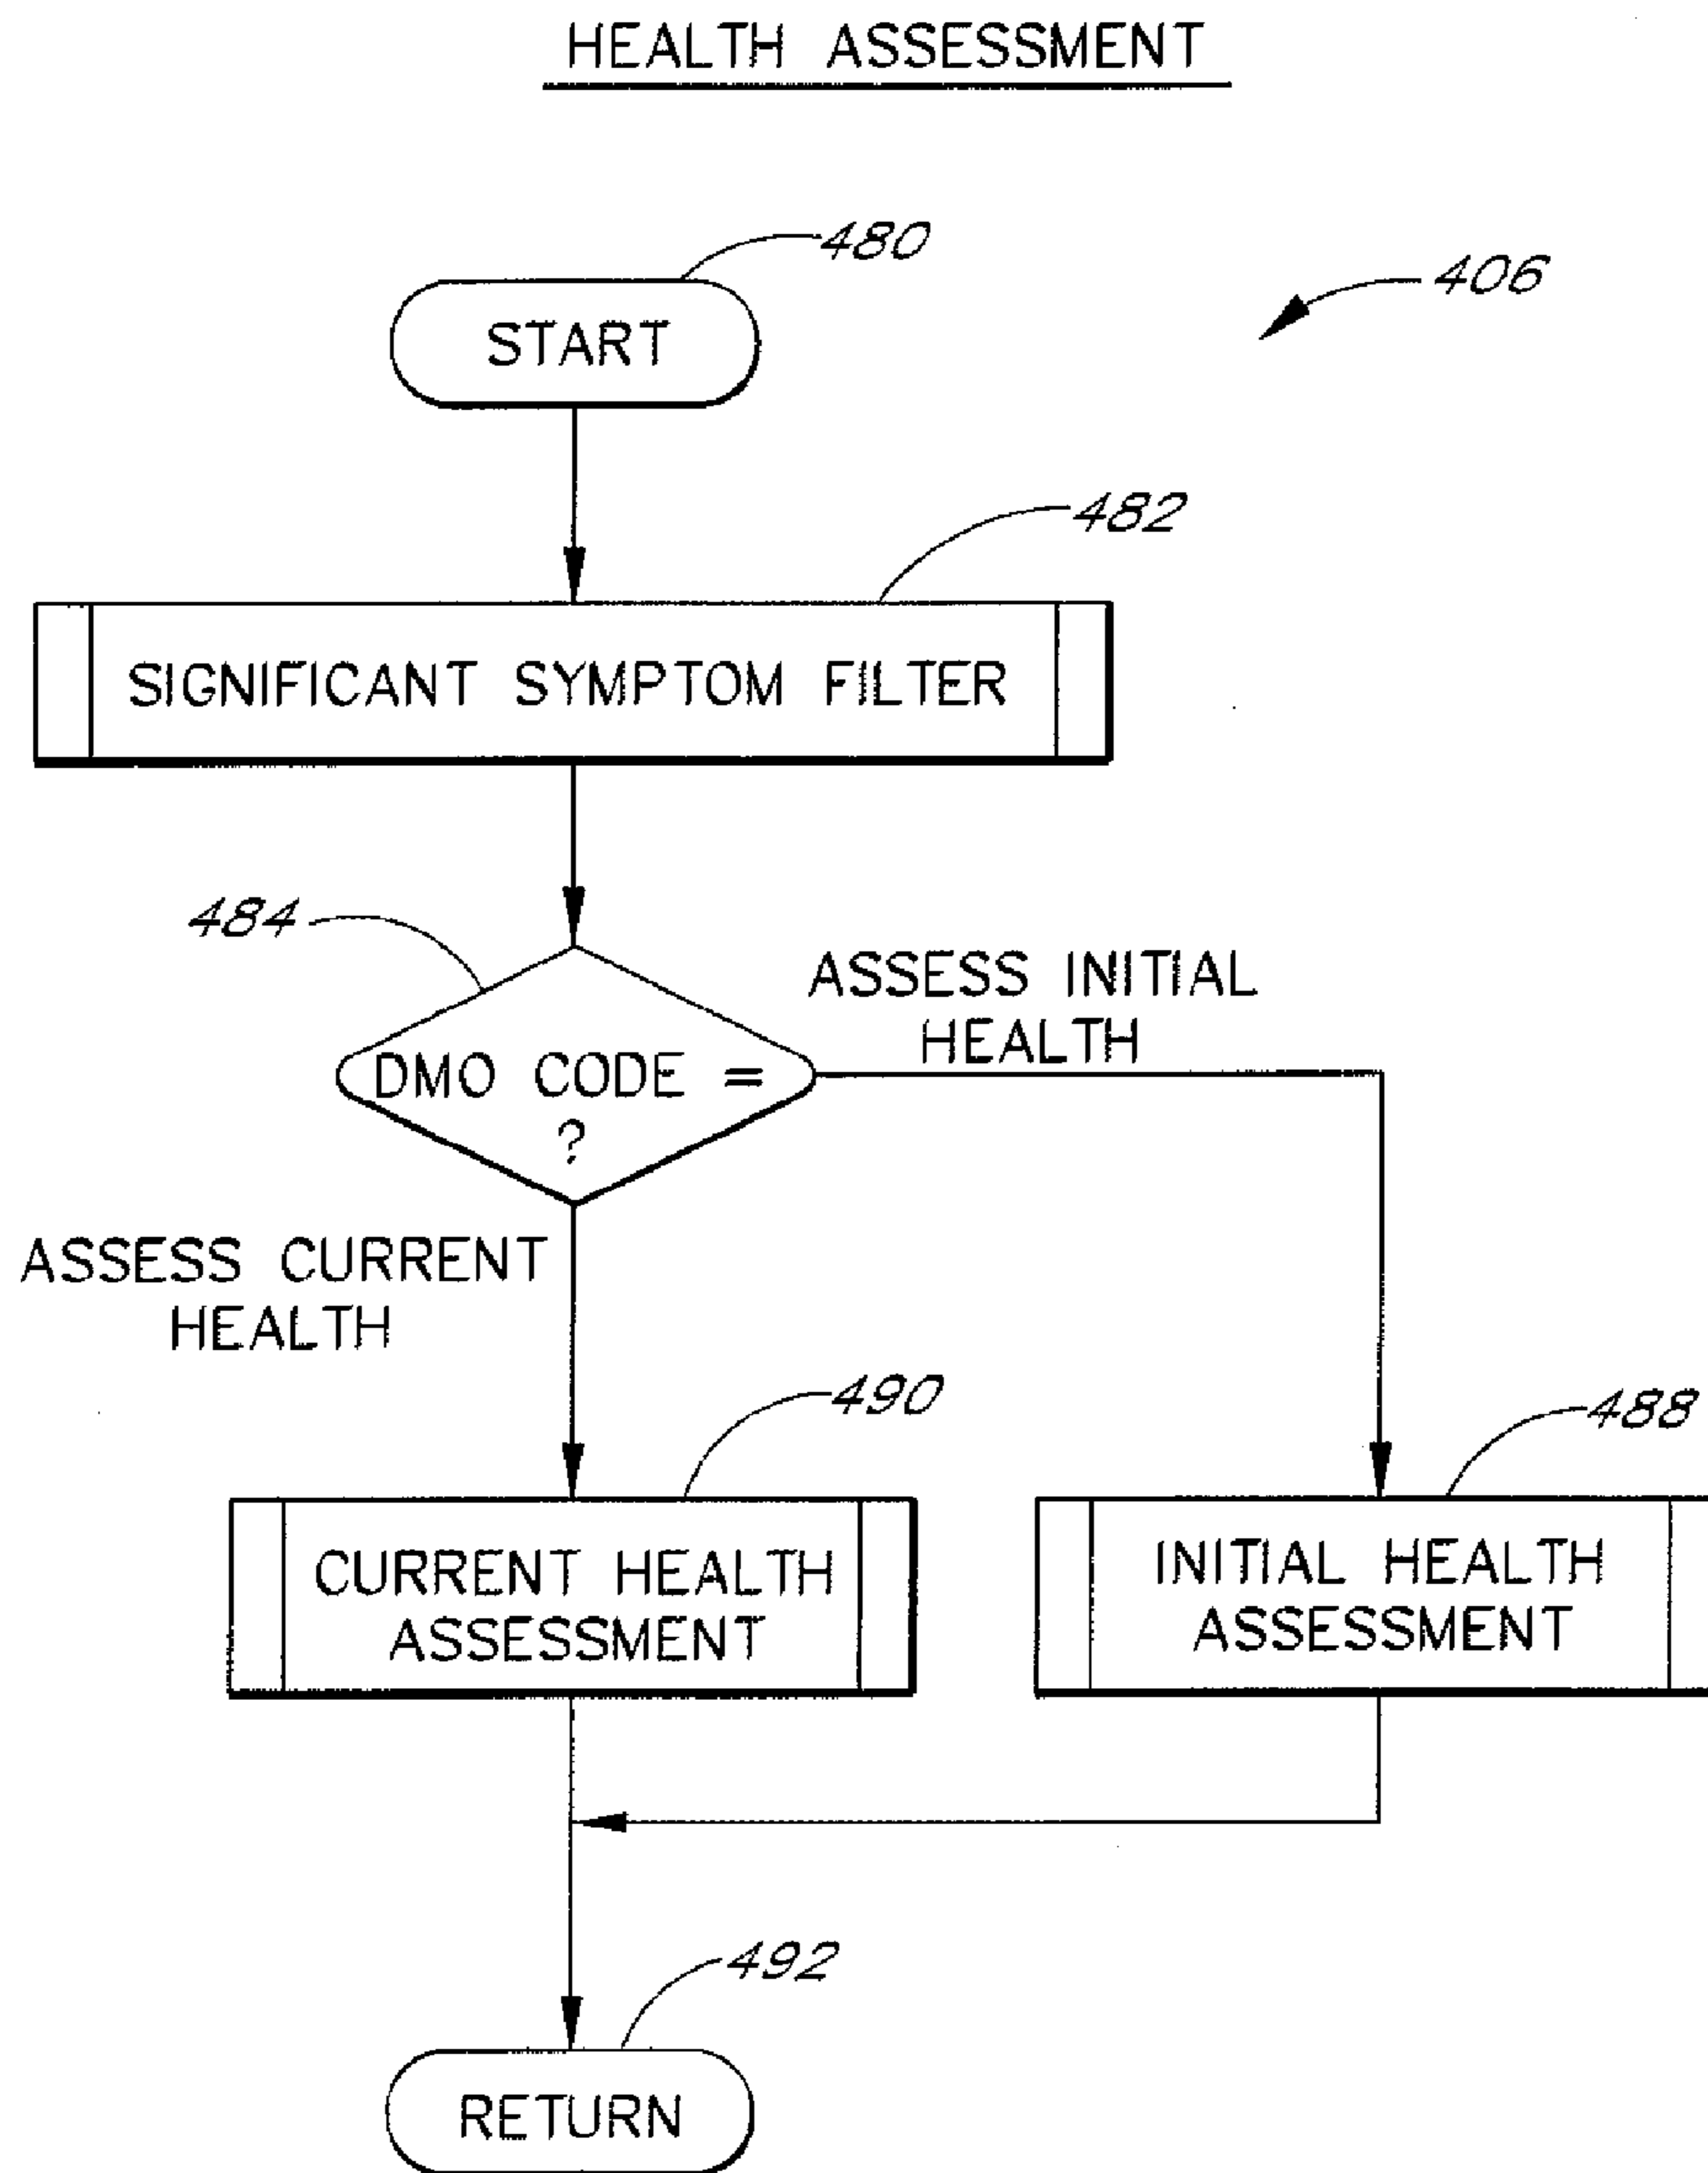 HEALTH ASSESSMENT
480
406
START
482
SIGNIFICANT SYMPTOM FILTER
484
ASSESS INITIAL
HEALTH
DMO CODE =
?
ASSESS CURRENT
HEALTH
490
488
CURRENT HEALTH
ASSESSMENT
INITIAL HEALTH
ASSESSMENT
492
RETURN